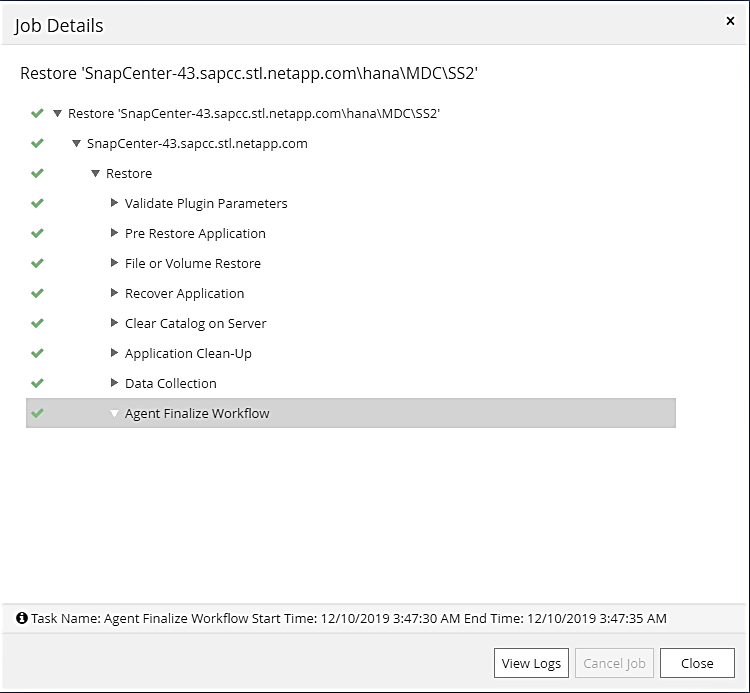 Job Details
×
Restore 'SnapCenter-43.sapcc.stl.netapp.com\hana\MDC\SS2'
Restore 'SnapCenter-43.sapcc.stl.netapp.com\hana\MDC\SS2'
SnapCenter-43.sapcc.stl.netapp.com
Restore
Validate Plugin Parameters
Pre Restore Application
File or Volume Restore
Recover Application
Clear Catalog on Server
Application Clean-Up
Data Collection
Agent Finalize Workflow
Task Name: Agent Finalize Workflow Start Time: 12/10/2019 3:47:30 AM End Time: 12/10/2019 3:47:35 AM
View Logs Cancel Job Close